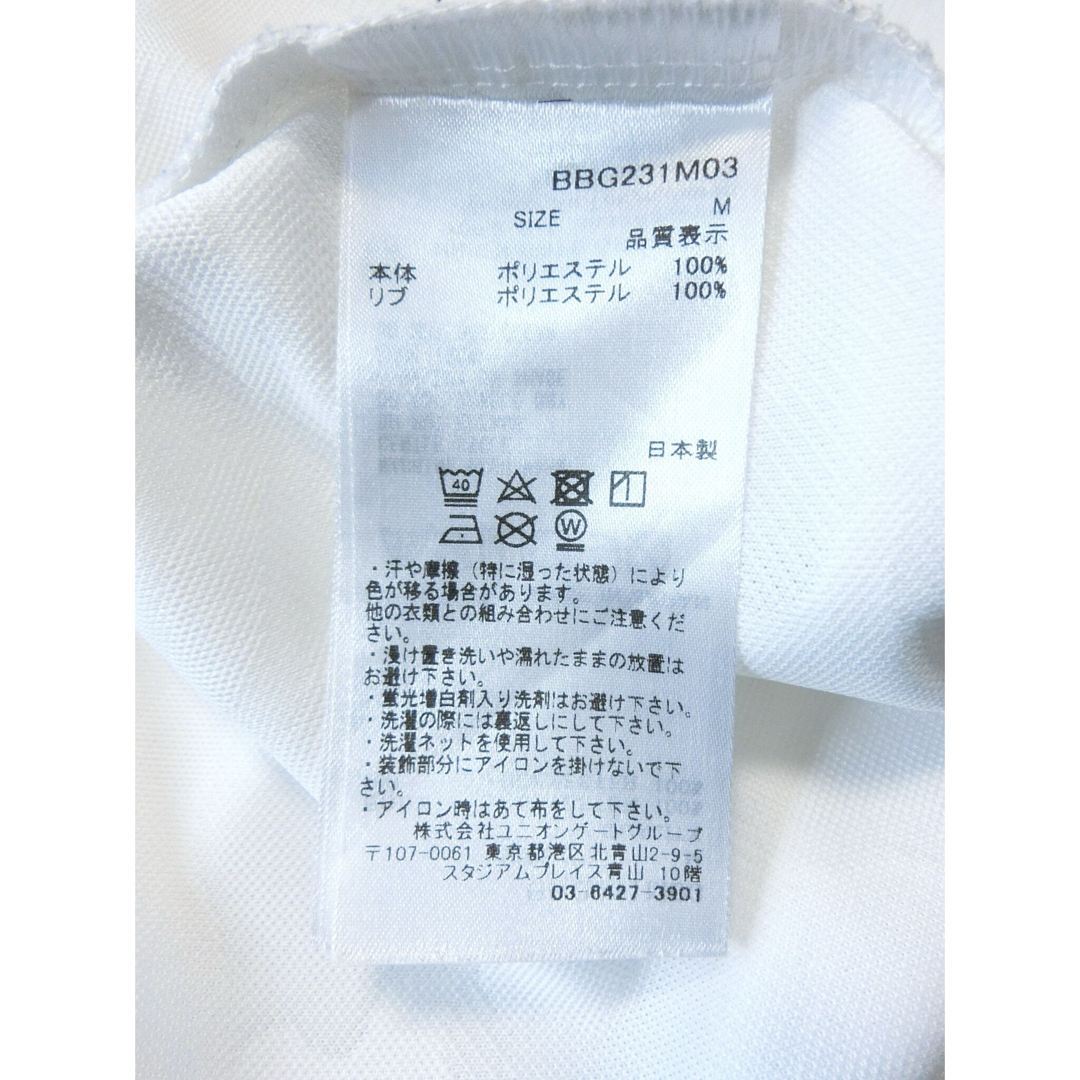 BBG231M03
SIZE M
品質表示
本体 ポリエステル 100%
リブ ポリエステル 100%
日本製
40
W
・汗や摩擦（特に湿った状態）により
色が移る場合があります。
他の衣類との組み合わせにご注意くだ
さい。
・浸け置き洗いや濡れたままの放置は
お避け下さい。
・蛍光増白剤入り洗剤はお避け下さい。
・洗濯の際には裏返しにして下さい。
・洗濯ネットを使用して下さい。
・装飾部分にアイロンを掛けないで下
さい。
・アイロン時はあて布をして下さい。
株式会社ユニオンゲートグループ
〒107-0061 東京都港区北青山2-9-5
スタジアムプレイス青山 10階
03-6427-3901